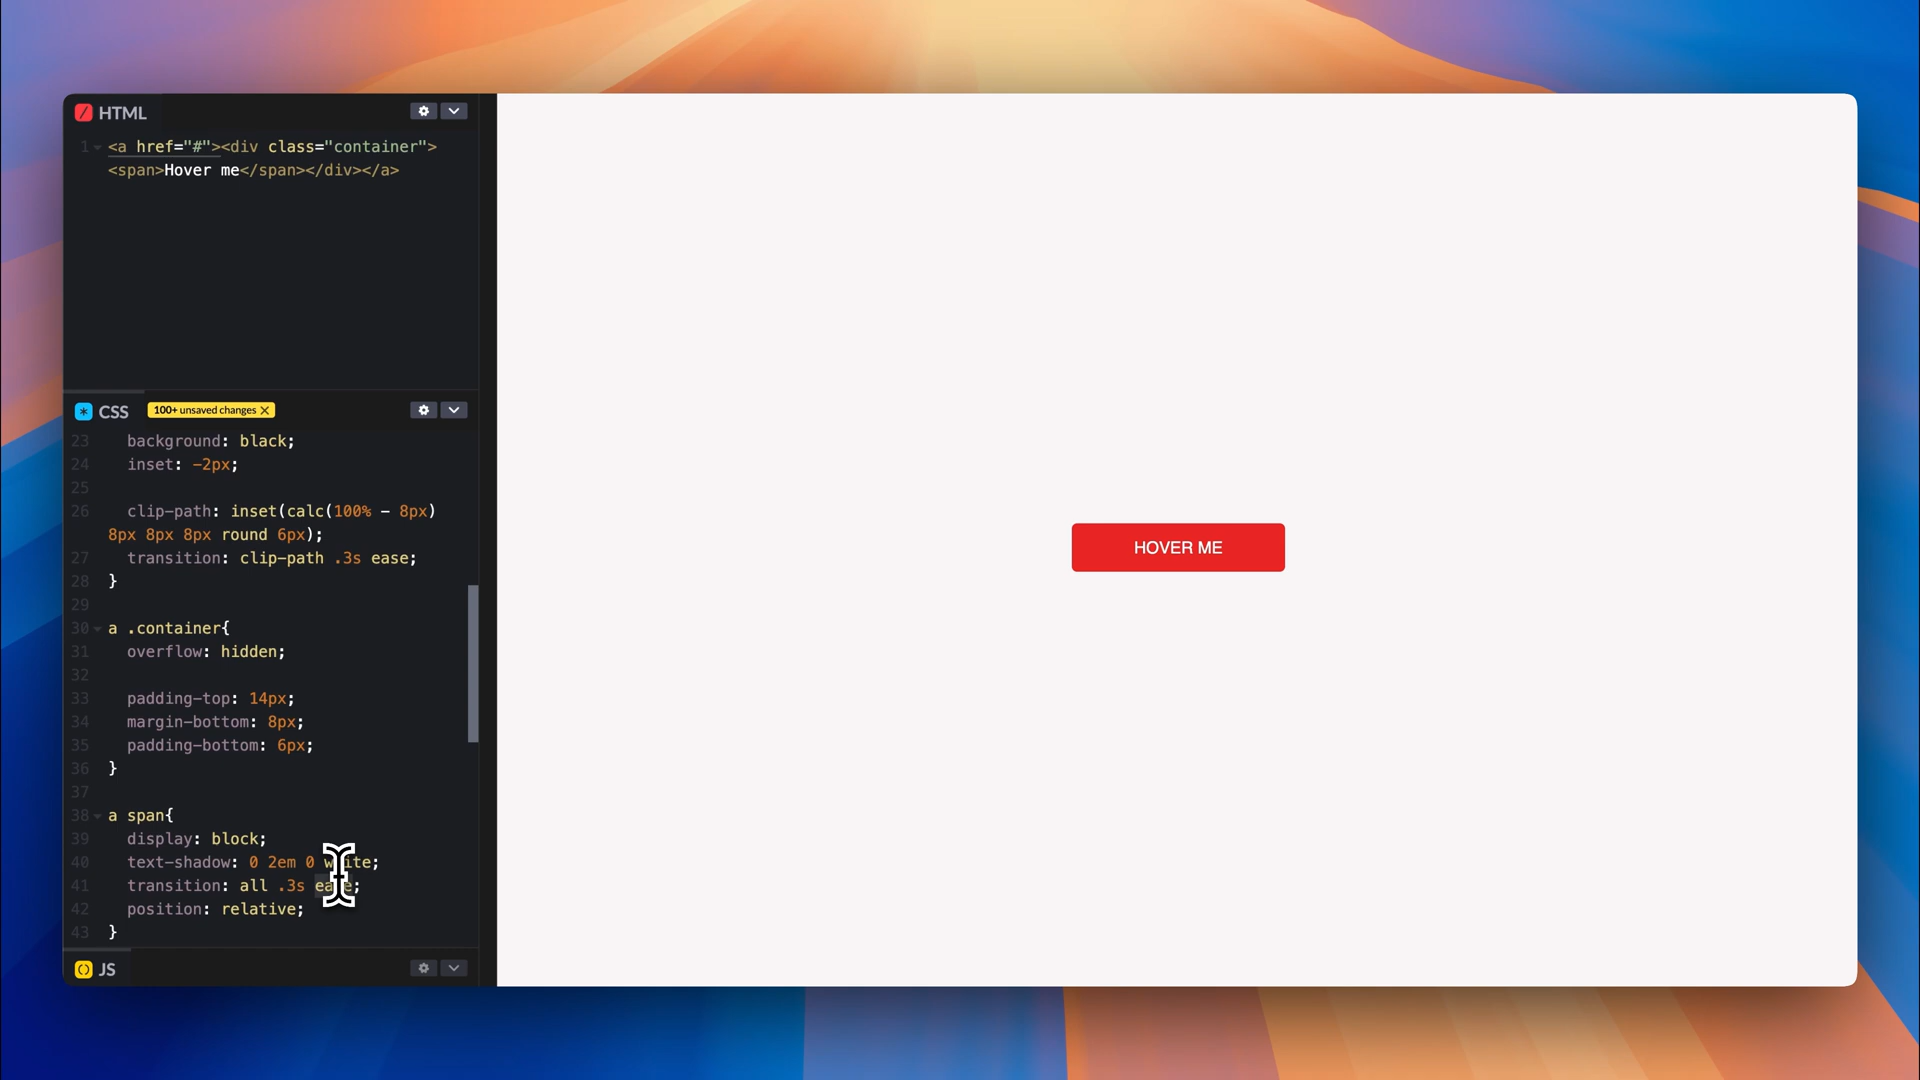 HTML
1 <a href="#"><div class="container">
<span>Hover me</span></div></a>
CSS 100+ unsaved changes ×
23 background: black;
24 inset: -2px;
25
26 clip-path: inset(calc(100% - 8px)
8px 8px 8px round 6px);
27 transition: clip-path .3s ease;
28 }
29
30 a .container{
31 overflow: hidden;
32
33 padding-top: 14px;
34 margin-bottom: 8px;
35 padding-bottom: 6px;
36 }
37
38 a span{
39 display: block;
40 text-shadow: 0 2em 0 white;
41 transition: all .3s ease;
42 position: relative;
43 }
JS
HOVER ME